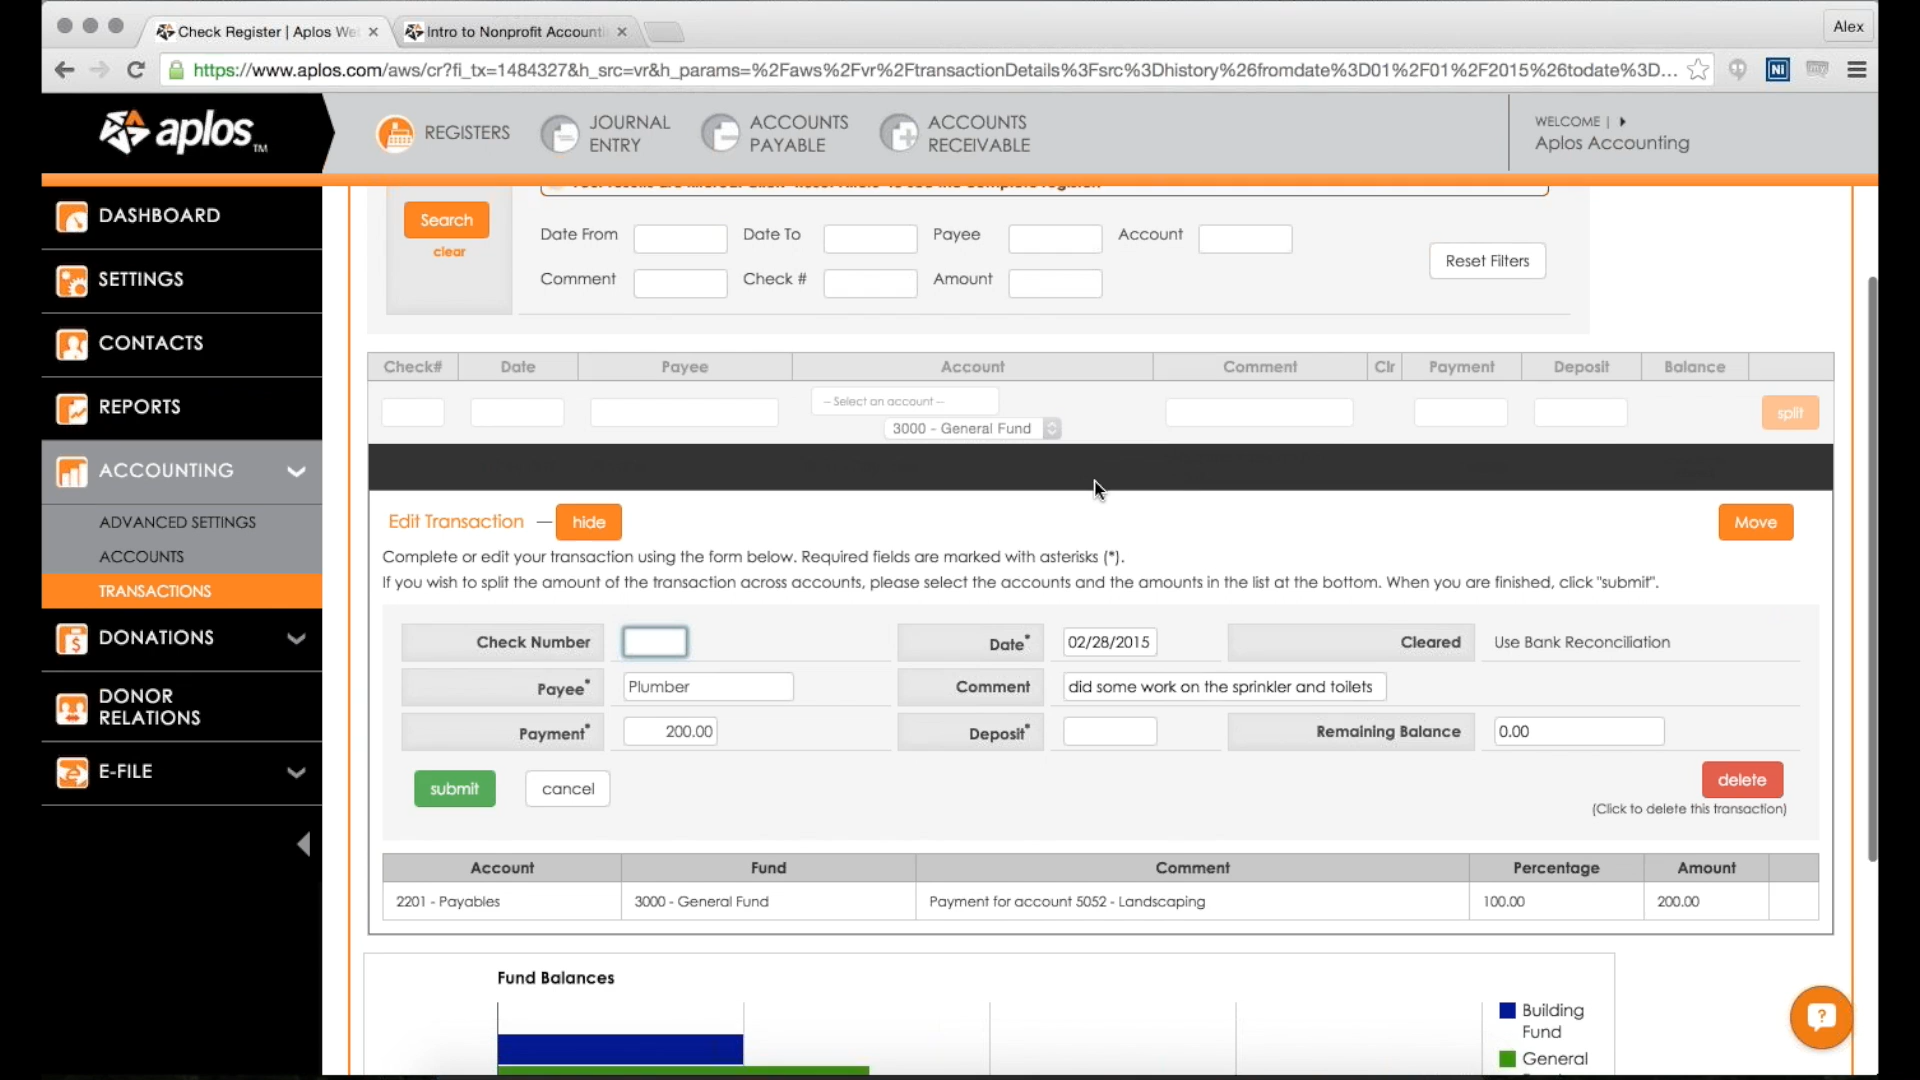 Check Register | Aplos We
Intro to Nonprofit Accounti
Alex
https://www.aplos.com/aws/cr?fi_tx=1484327&h_src=vr&h_params=%2Faws%2Fvr%2FtransactionDetails%3Fsrc%3Dhistory%26fromdate%3D01%2F01%2F2015%26todate%3D...
Ni
my
aplos TM
REGISTERS
JOURNAL
ENTRY
ACCOUNTS
PAYABLE
ACCOUNTS
RECEIVABLE
WELCOME |
Aplos Accounting
DASHBOARD
SETTINGS
CONTACTS
REPORTS
ACCOUNTING
ADVANCED SETTINGS
ACCOUNTS
TRANSACTIONS
DONATIONS
DONOR
RELATIONS
E-FILE
Search
clear
Date From
Date To
Payee
Account
Comment
Check #
Amount
Reset Filters
Check# Date Payee Account Comment Clr Payment Deposit Balance
-- Select an account --
3000 - General Fund
split
Edit Transaction — hide
Move
Complete or edit your transaction using the form below. Required fields are marked with asterisks (*).
If you wish to split the amount of the transaction across accounts, please select the accounts and the amounts in the list at the bottom. When you are finished, click "submit".
Check Number Date* 02/28/2015 Cleared Use Bank Reconciliation
Payee* Plumber Comment did some work on the sprinkler and toilets
Payment* 200.00 Deposit* Remaining Balance 0.00
submit cancel delete
(Click to delete this transaction)
Account Fund Comment Percentage Amount
2201 - Payables 3000 - General Fund Payment for account 5052 - Landscaping 100.00 200.00
Fund Balances
Building
Fund
General
?